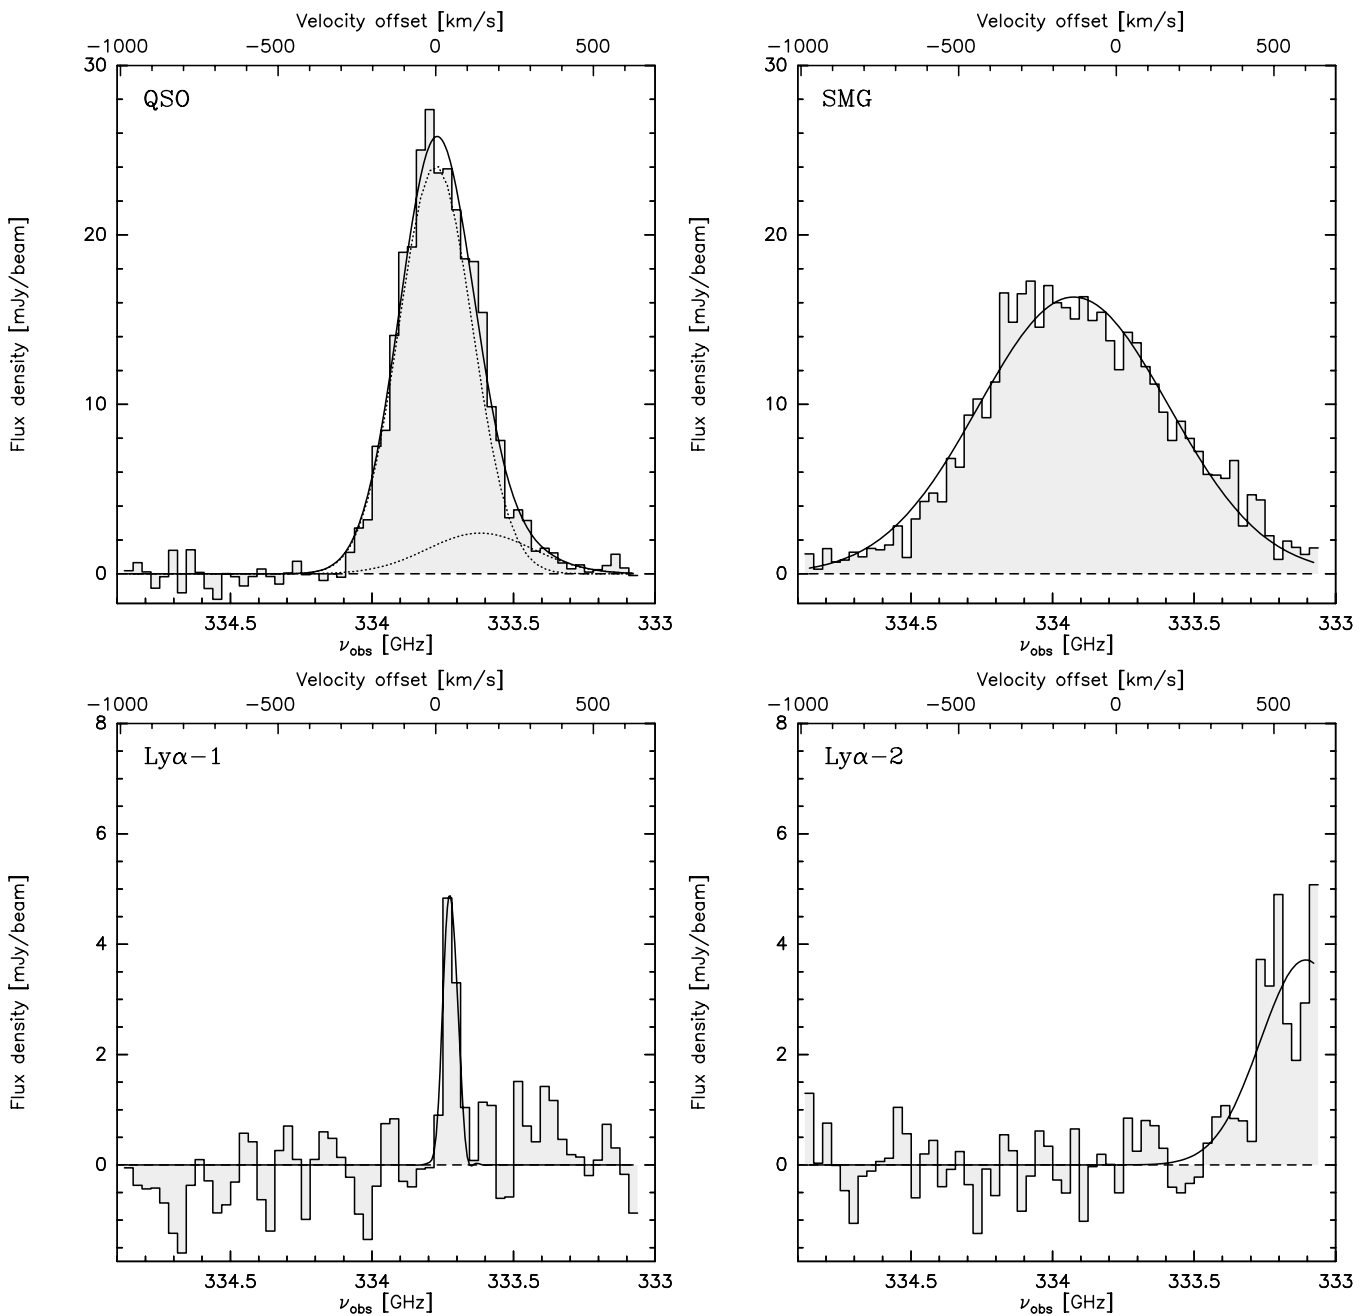 Velocity offset [km/s] Velocity offset [km/s]
−1000 −500 0 500 −1000 −500 0 500
30 QSO 30 SMG
20 20
10 10
0 0
Flux density [mJy/beam] Flux density [mJy/beam]
334.5 334 333.5 333 334.5 334 333.5 333
νobs [GHz] νobs [GHz]
Velocity offset [km/s] Velocity offset [km/s]
−1000 −500 0 500 −1000 −500 0 500
8 Lyα−1 8 Lyα−2
6 6
4 4
2 2
0 0
Flux density [mJy/beam] Flux density [mJy/beam]
334.5 334 333.5 333 334.5 334 333.5 333
νobs [GHz] νobs [GHz]